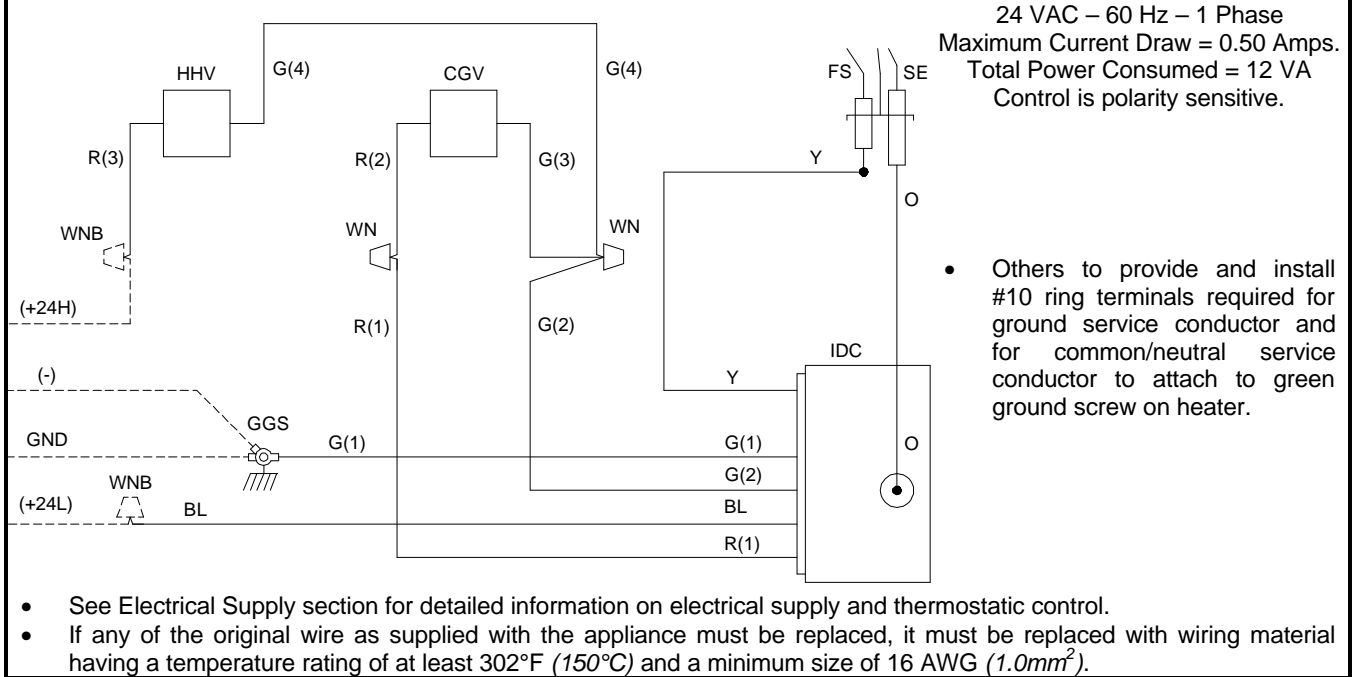 24 VAC – 60 Hz – 1 Phase
Maximum Current Draw = 0.50 Amps.
Total Power Consumed = 12 VA
Control is polarity sensitive.
HHV
G(4)
CGV
G(4)
FS
SE
R(3)
R(2)
G(3)
Y
O
WNB
WN
WN
• Others to provide and install
#10 ring terminals required for
ground service conductor and
for common/neutral service
conductor to attach to green
ground screw on heater.
(+24H)
R(1)
G(2)
IDC
(-)
Y
GGS
GND
G(1)
G(1)
O
WNB
G(2)
(+24L)
BL
BL
R(1)
• See Electrical Supply section for detailed information on electrical supply and thermostatic control.
• If any of the original wire as supplied with the appliance must be replaced, it must be replaced with wiring material
having a temperature rating of at least 302°F (150°C) and a minimum size of 16 AWG (1.0mm²).